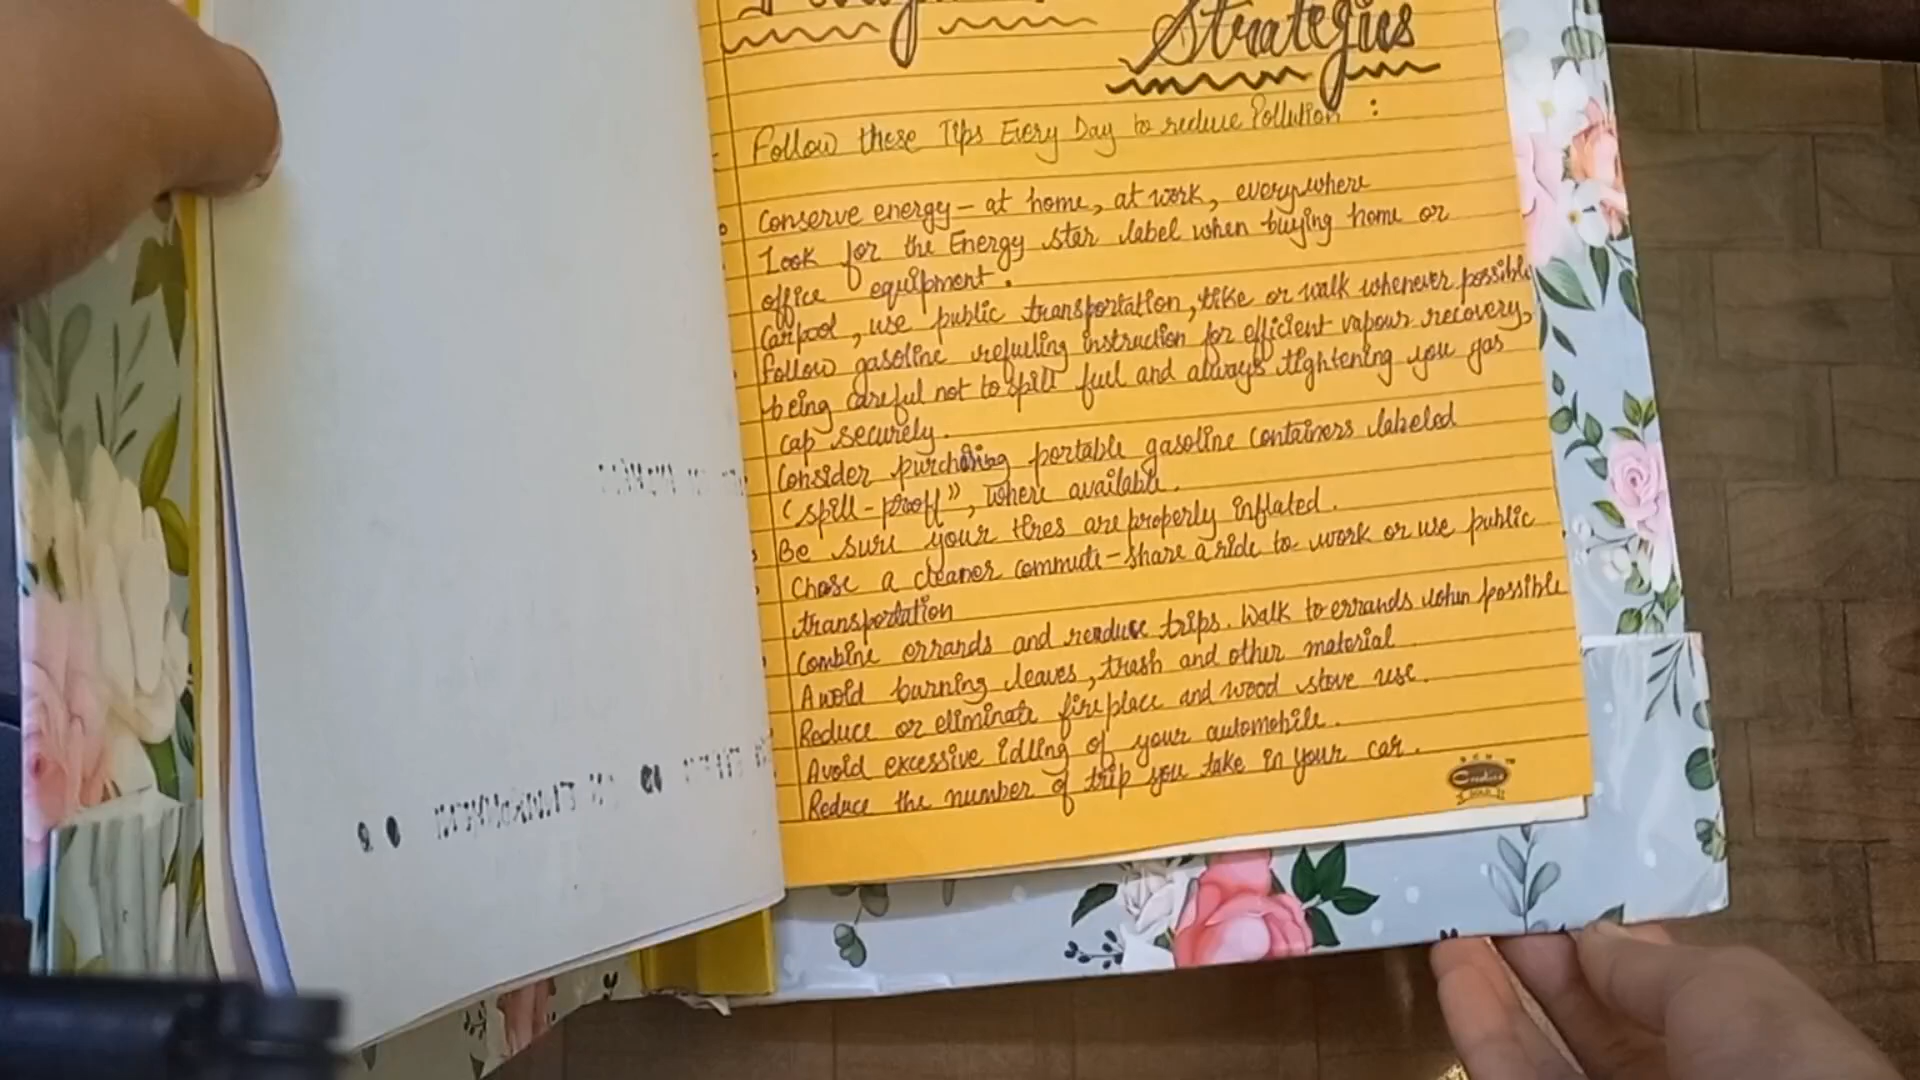 Strategies
Follow these Tips Every Day to reduce Pollution :
Conserve energy - at home, at work, everywhere
Look for the Energy star label when buying home or
office equipment.
Carpool, use public transportation, bike or walk whenever possible
Follow gasoline refulling instruction for efficient vapour recovery,
being careful not to spill fuel and always tightening you gas
cap securely.
Consider purchasing portable gasoline containers labeled
"spill-proof", where available.
Be sure your tires are properly inflated.
Chose a cleaner commute - share a ride to work or use public
transportation
Combine errands and readuce trips. Walk to errands when possible
Avoid burning leaves, trash and other material
Reduce or eliminate fireplace and wood stove use.
Avoid excessive idling of your automobile.
Reduce the number of trip you take in your car.
Creative